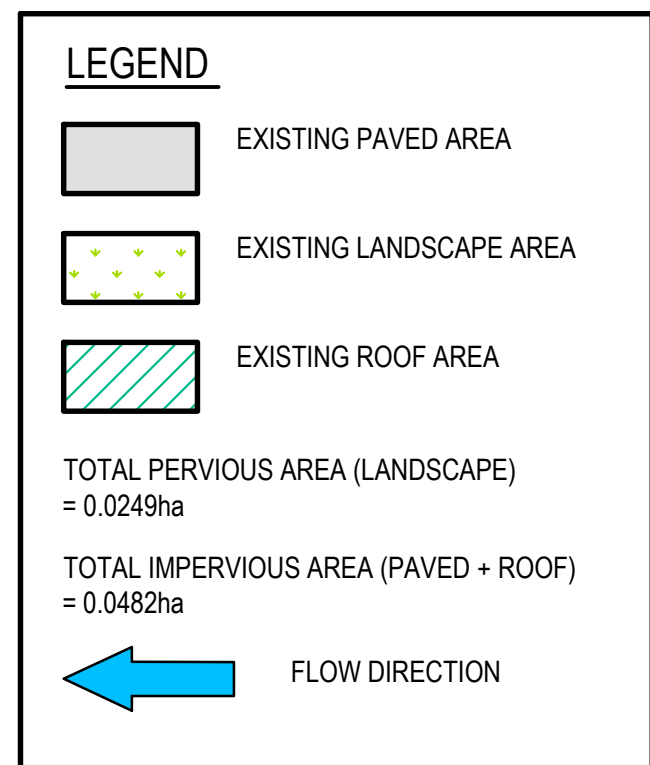 LEGEND
EXISTING PAVED AREA
EXISTING LANDSCAPE AREA
EXISTING ROOF AREA
TOTAL PERVIOUS AREA (LANDSCAPE)
= 0.0249ha
TOTAL IMPERVIOUS AREA (PAVED + ROOF)
= 0.0482ha
FLOW DIRECTION